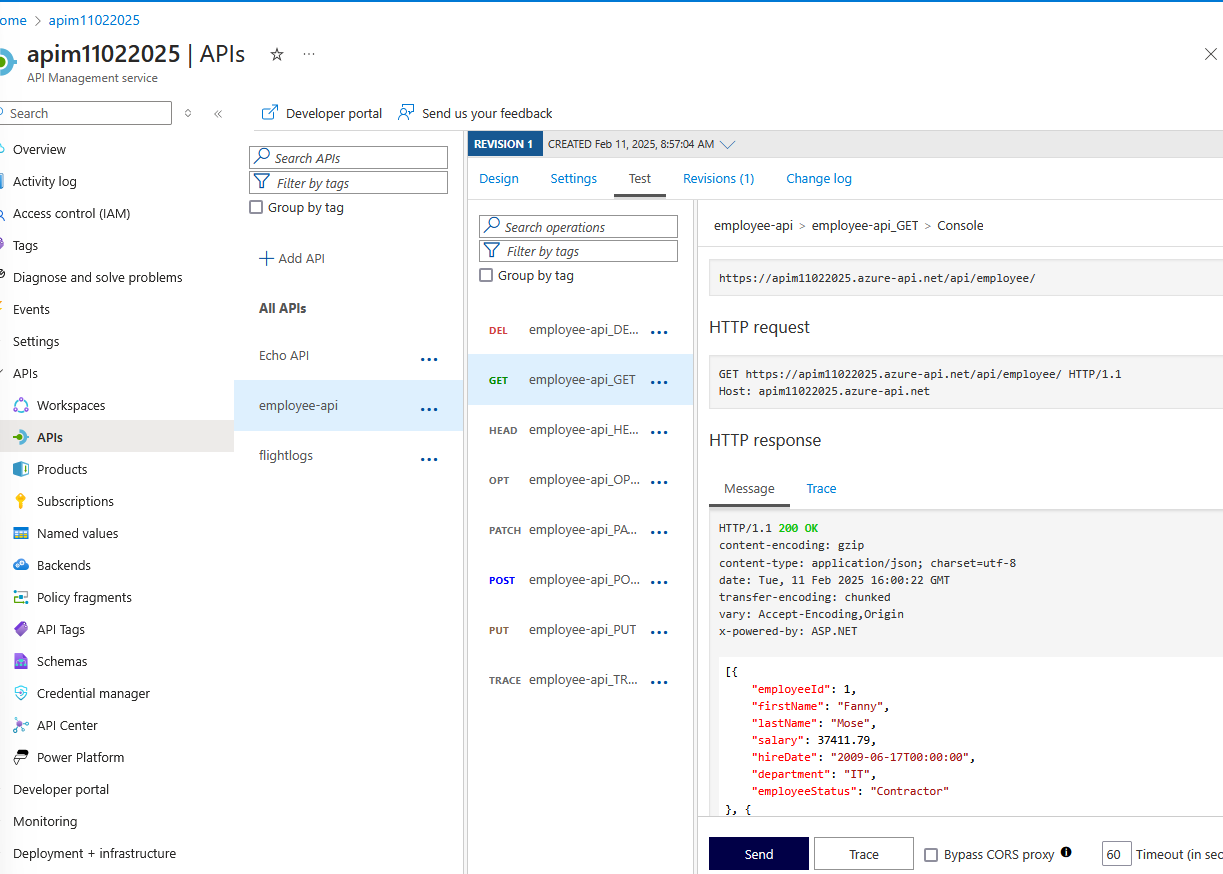 ome > apim11022025
apim11022025 | APIs ☆ ...
API Management service
Search
Overview
Activity log
Access control (IAM)
Tags
Diagnose and solve problems
Events
Settings
APIs
Workspaces
APIs
Products
Subscriptions
Named values
Backends
Policy fragments
API Tags
Schemas
Credential manager
API Center
Power Platform
Developer portal
Monitoring
Deployment + infrastructure
Developer portal
Send us your feedback
Search APIs
Filter by tags
Group by tag
+ Add API
All APIs
Echo API ...
employee-api ...
flightlogs ...
REVISION 1 CREATED Feb 11, 2025, 8:57:04 AM
Design Settings Test Revisions (1) Change log
Search operations
Filter by tags
Group by tag
DEL employee-api_DE... ...
GET employee-api_GET ...
HEAD employee-api_HE... ...
OPT employee-api_OP... ...
PATCH employee-api_PA... ...
POST employee-api_PO... ...
PUT employee-api_PUT ...
TRACE employee-api_TR... ...
employee-api > employee-api_GET > Console
https://apim11022025.azure-api.net/api/employee/
HTTP request
GET https://apim11022025.azure-api.net/api/employee/ HTTP/1.1
Host: apim11022025.azure-api.net
HTTP response
Message Trace
HTTP/1.1 200 OK
content-encoding: gzip
content-type: application/json; charset=utf-8
date: Tue, 11 Feb 2025 16:00:22 GMT
transfer-encoding: chunked
vary: Accept-Encoding,Origin
x-powered-by: ASP.NET
[{
"employeeId": 1,
"firstName": "Fanny",
"lastName": "Mose",
"salary": 37411.79,
"hireDate": "2009-06-17T00:00:00",
"department": "IT",
"employeeStatus": "Contractor"
}, {
Send Trace Bypass CORS proxy 60 Timeout (in sec